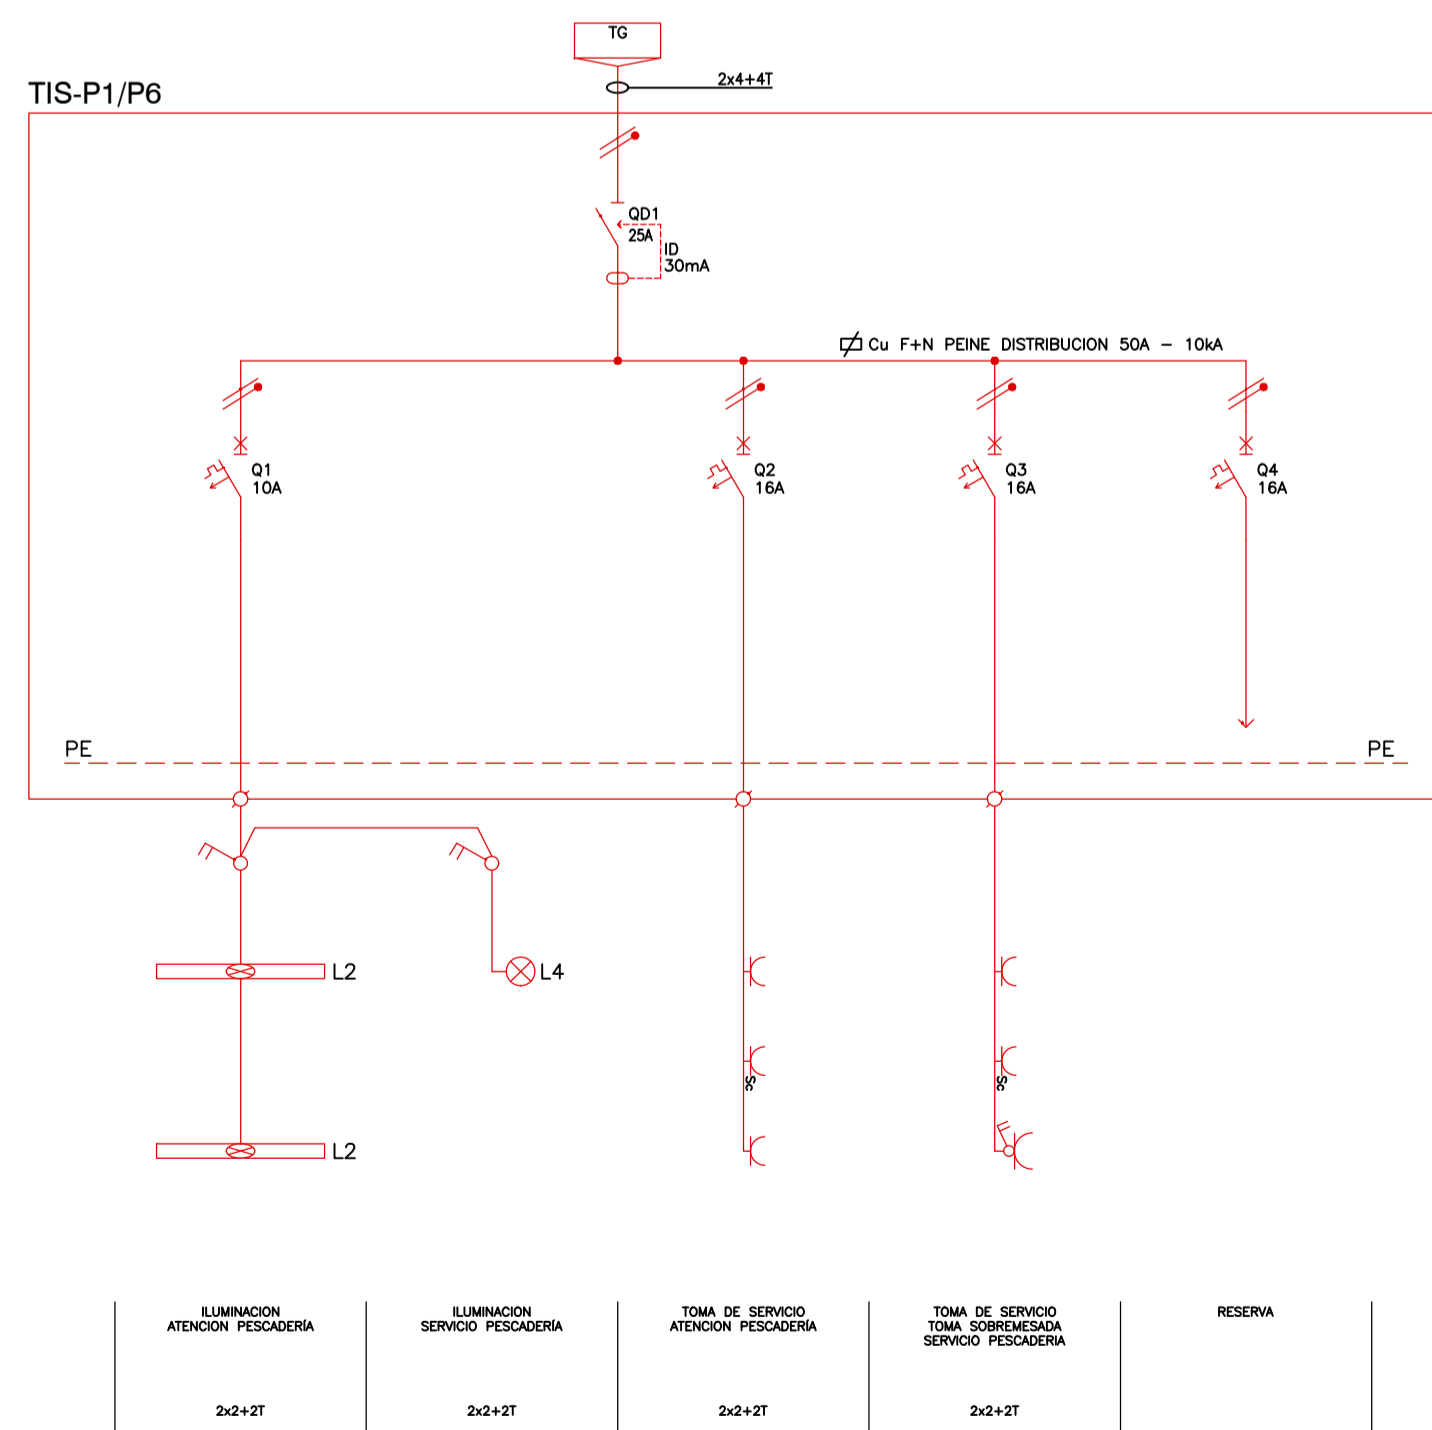 TG
2x4+4T
TIS-P1/P6
QD1
25A
ID
30mA
Cu F+N PEINE DISTRIBUCION 50A - 10kA
Q1
10A
Q2
16A
Q3
16A
Q4
16A
PE
PE
L2
L4
Sc
Sc
L2
ILUMINACION
ATENCION PESCADERÍA
2x2+2T
ILUMINACION
SERVICIO PESCADERÍA
2x2+2T
TOMA DE SERVICIO
ATENCION PESCADERÍA
2x2+2T
TOMA DE SERVICIO
TOMA SOBREMESADA
SERVICIO PESCADERIA
2x2+2T
RESERVA